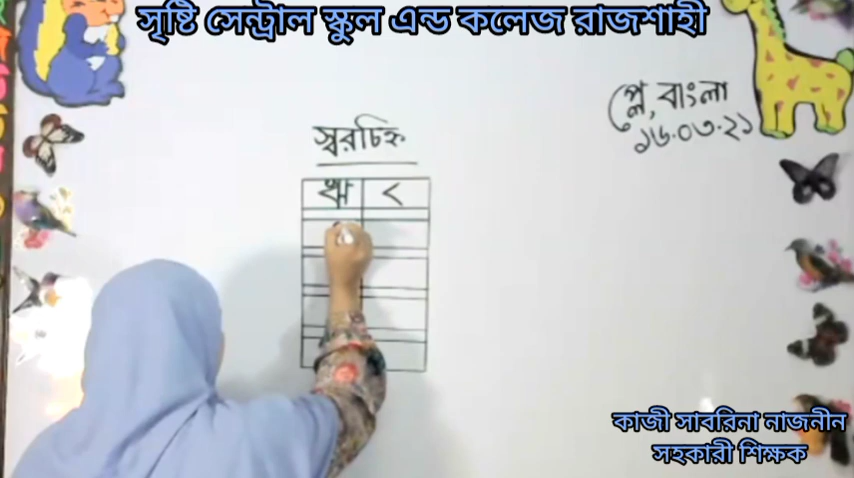 সৃষ্টি সেন্ট্রাল স্কুল এন্ড কলেজ রাজশাহী
প্লে, বাংলা
১৬.০৩.২১
স্বরচিহ্ন
ঋ ৃ
কাজী সাবরিনা নাজনীন
সহকারী শিক্ষক